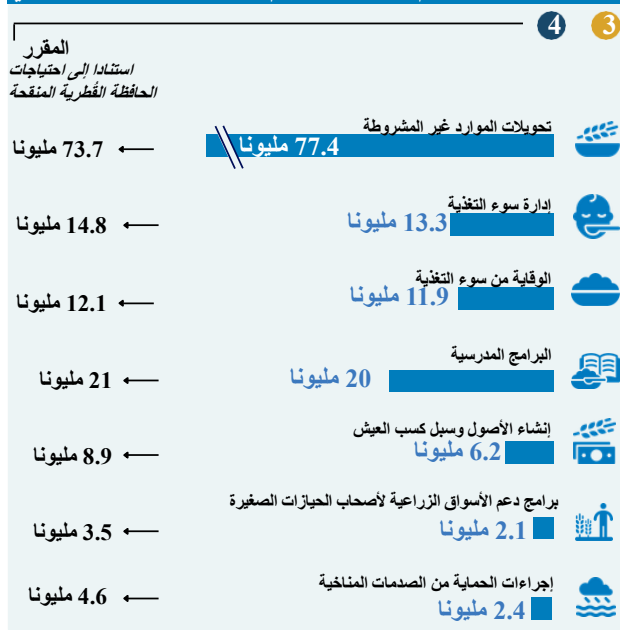 3
4
المقرر
استنادا إلى احتياجات
الحافظة القُطرية المنقحة
تحويلات الموارد غير المشروطة
77.4 مليونا
73.7 مليونا
إدارة سوء التغذية
13.3 مليونا
14.8 مليونا
الوقاية من سوء التغذية
11.9 مليونا
12.1 مليونا
البرامج المدرسية
20 مليونا
21 مليونا
إنشاء الأصول وسبل كسب العيش
6.2 مليونا
8.9 مليونا
برامج دعم الأسواق الزراعية لأصحاب الحيازات الصغيرة
2.1 مليونا
3.5 مليونا
إجراءات الحماية من الصدمات المناخية
2.4 مليونا
4.6 مليونا